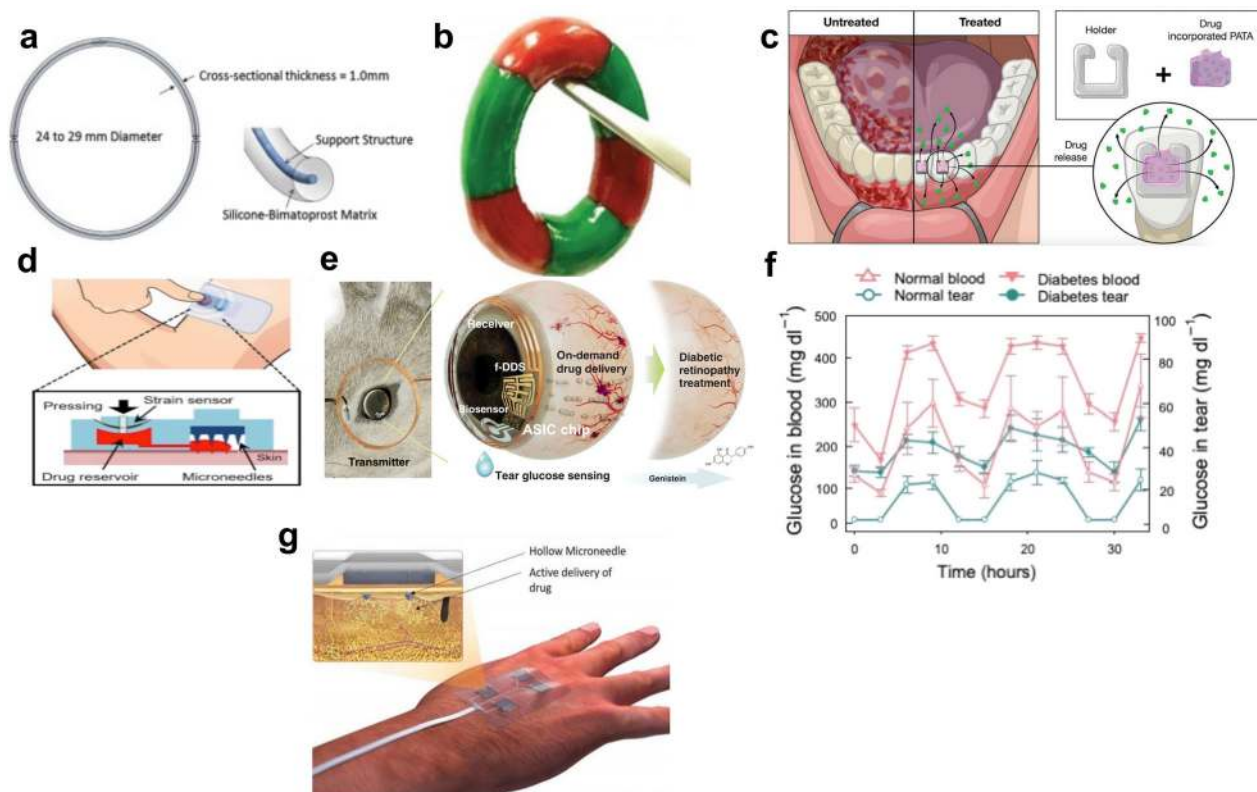 a
Cross-sectional thickness = 1.0mm
24 to 29 mm Diameter
Support Structure
Silicone-Bimatoprost Matrix
b
c
Untreated
Treated
Holder
Drug
incorporated PATA
Drug
release
d
Pressing
Strain sensor
Skin
Drug reservoir
Microneedles
e
Transmitter
Receiver
f-DDS
Biosensor
ASIC chip
On-demand
drug delivery
Diabetic
retinopathy
treatment
Tear glucose sensing
Genistein
f
Normal blood
Diabetes blood
Normal tear
Diabetes tear
Glucose in blood (mg dl⁻¹)
500
400
300
200
100
0
100
80
60
40
20
0
Glucose in tear (mg dl⁻¹)
0
10
20
30
Time (hours)
g
Hollow Microneedle
Active delivery of
drug